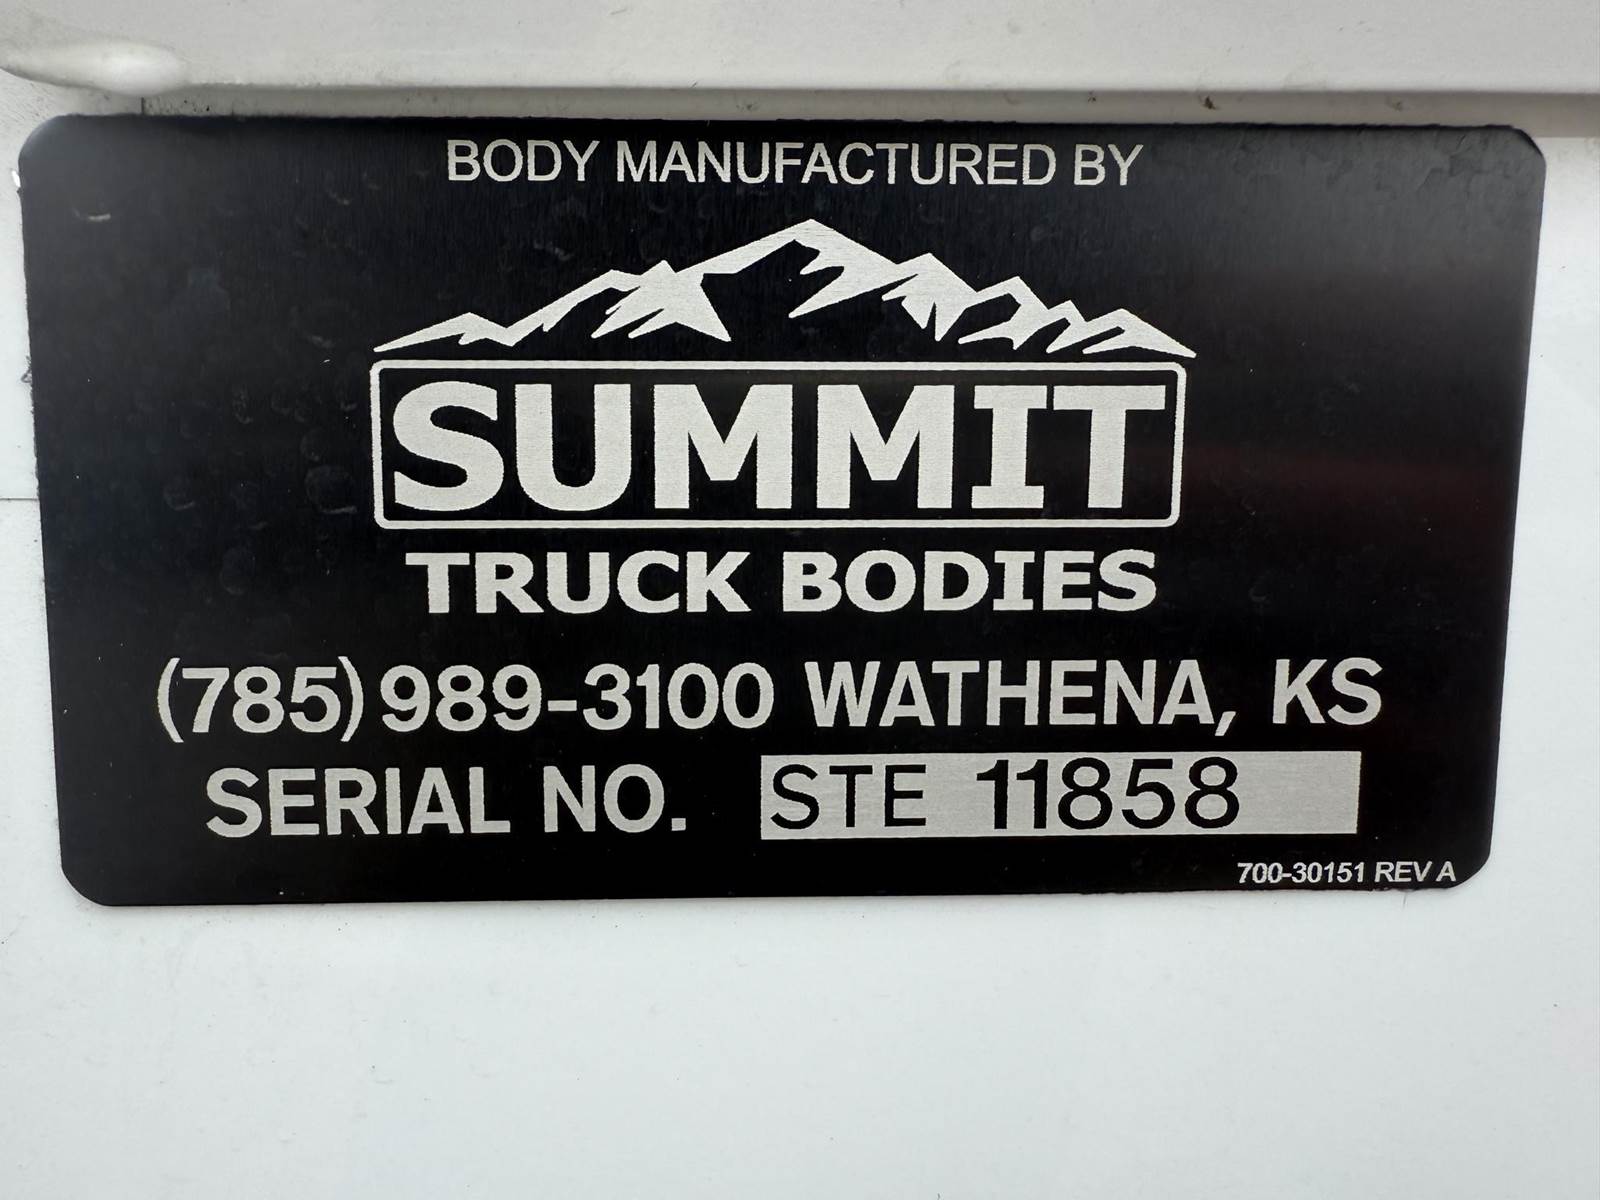 BODY MANUFACTURED BY
SUMMIT
TRUCK BODIES
(785) 989-3100 WATHENA, KS
SERIAL NO. STE 11858
700-30151 REV A